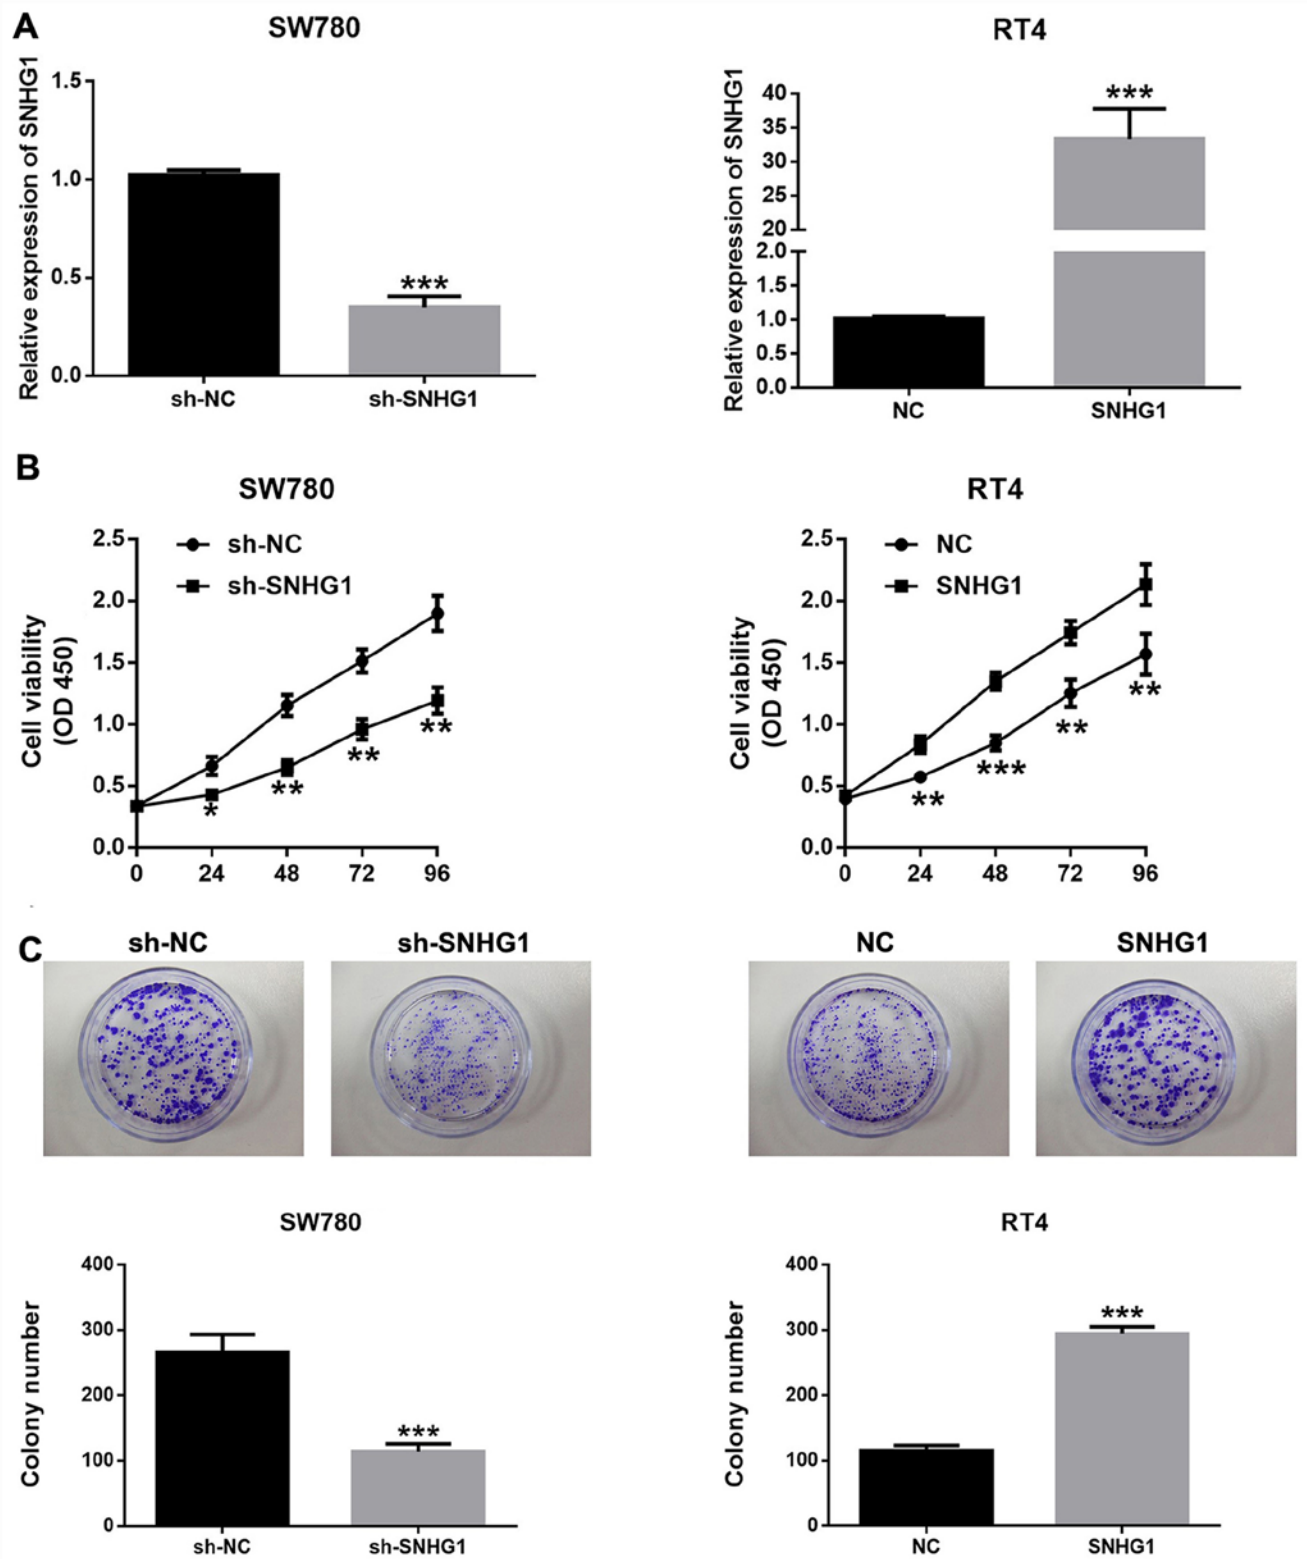 A
SW780
RT4
Relative expression of SNHG1
1.5
1.0
0.5
0.0
***
sh-NC
sh-SNHG1
Relative expression of SNHG1
40
35
30
25
20
2.0
1.5
1.0
0.5
0.0
***
NC
SNHG1
B
SW780
RT4
Cell viability
(OD 450)
2.5
2.0
1.5
1.0
0.5
0.0
sh-NC
sh-SNHG1
*
**
**
**
0 24 48 72 96
Cell viability
(OD 450)
2.5
2.0
1.5
1.0
0.5
0.0
NC
SNHG1
**
***
**
**
0 24 48 72 96
C
sh-NC
sh-SNHG1
NC
SNHG1
SW780
RT4
Colony number
400
300
200
100
0
***
sh-NC
sh-SNHG1
Colony number
400
300
200
100
0
***
NC
SNHG1